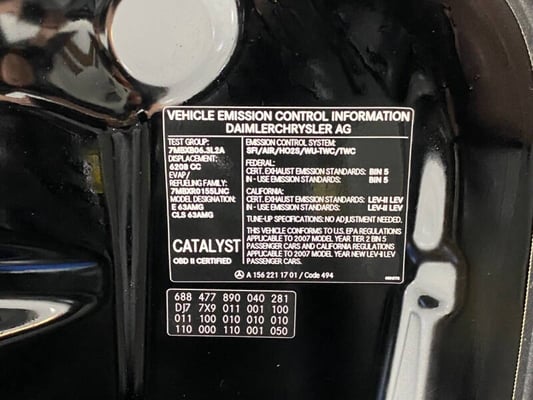 VEHICLE EMISSION CONTROL INFORMATION
DAIMLERCHRYSLER AG
TEST GROUP:
7MBXB06.3L2A
DISPLACEMENT:
6208 CC
EVAP/
REFUELING FAMILY:
7MBXR0155LNC
MODEL DESIGNATION:
E 63AMG
CLS 63AMG
CATALYST
OBD II CERTIFIED
EMISSION CONTROL SYSTEM:
SFI/AIR/HO2S/WU-TWC/TWC
FEDERAL:
CERT. EXHAUST EMISSION STANDARDS: BIN 5
IN - USE EMISSION STANDARDS: BIN 5
CALIFORNIA:
CERT. EXHAUST EMISSION STANDARDS: LEV-II LEV
IN - USE EMISSION STANDARDS: LEV-II LEV
TUNE-UP SPECIFICATIONS: NO ADJUSTMENT NEEDED.
THIS VEHICLE CONFORMS TO U.S. EPA REGULATIONS
APPLICABLE TO 2007 MODEL YEAR TIER 2 BIN 5
PASSENGER CARS AND CALIFORNIA REGULATIONS
APPLICABLE TO 2007 MODEL YEAR NEW LEV-II LEV
PASSENGER CARS.
A 156 221 17 01 / Code 494
688 477 890 040 281
DJ7 7X9 011 001 100
011 100 010 010 010
110 000 110 001 050